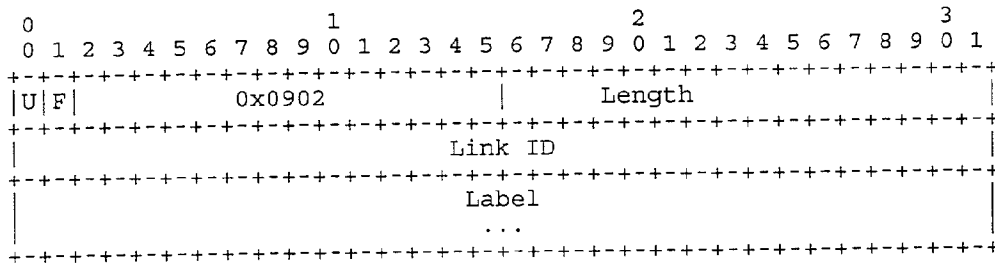 0                   1                   2                   3
 0 1 2 3 4 5 6 7 8 9 0 1 2 3 4 5 6 7 8 9 0 1 2 3 4 5 6 7 8 9 0 1
+-+-+-+-+-+-+-+-+-+-+-+-+-+-+-+-+-+-+-+-+-+-+-+-+-+-+-+-+-+-+-+-+
|U|F|          0x0902           |      Length                   |
+-+-+-+-+-+-+-+-+-+-+-+-+-+-+-+-+-+-+-+-+-+-+-+-+-+-+-+-+-+-+-+-+
|                            Link ID                            |
+-+-+-+-+-+-+-+-+-+-+-+-+-+-+-+-+-+-+-+-+-+-+-+-+-+-+-+-+-+-+-+-+
|                             Label                             |
|                              ...                              |
+-+-+-+-+-+-+-+-+-+-+-+-+-+-+-+-+-+-+-+-+-+-+-+-+-+-+-+-+-+-+-+-+